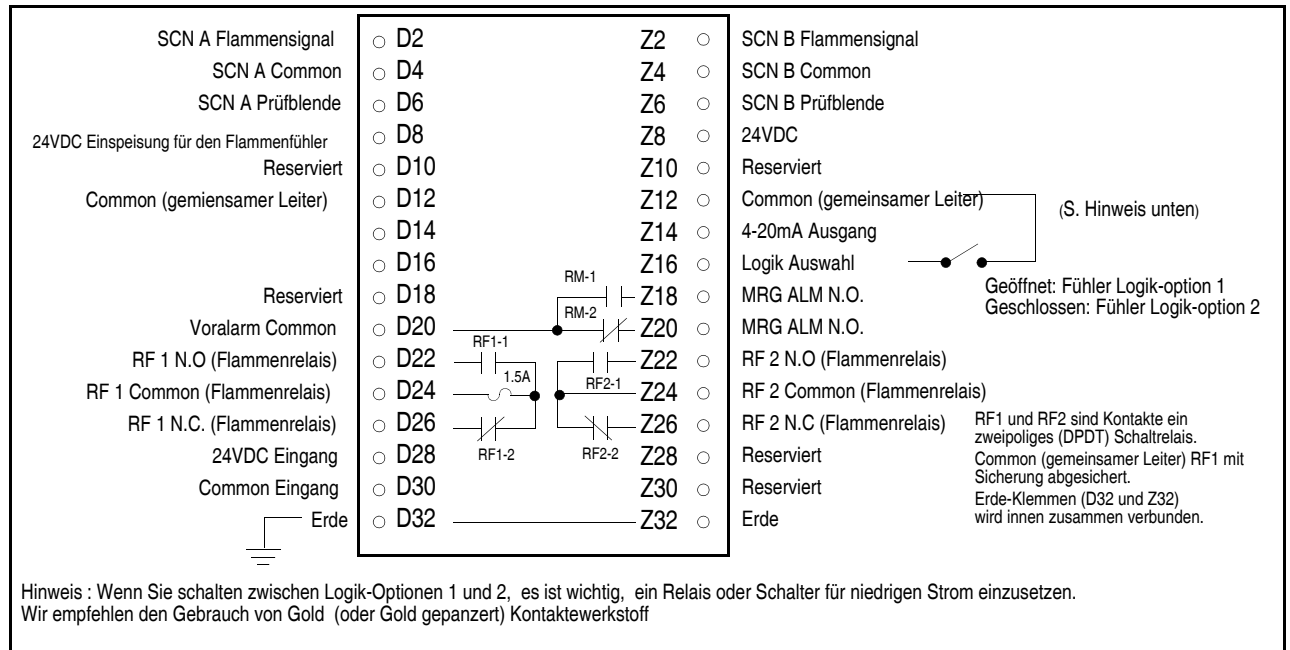 SCN A Flammensignal D2 Z2 SCN B Flammensignal
SCN A Common D4 Z4 SCN B Common
SCN A Prüfblende D6 Z6 SCN B Prüfblende
24VDC Einspeisung für den Flammenfühler D8 Z8 24VDC
Reserviert D10 Z10 Reserviert
Common (gemiensamer Leiter) D12 Z12 Common (gemeinsamer Leiter)
(S. Hinweis unten)
D14 Z14 4-20mA Ausgang
D16 Z16 Logik Auswahl
Geöffnet: Fühler Logik-option 1
Geschlossen: Fühler Logik-option 2
RM-1
Reserviert D18 Z18 MRG ALM N.O.
RM-2
Voralarm Common D20 Z20 MRG ALM N.O.
RF1-1
RF 1 N.O (Flammenrelais) D22 Z22 RF 2 N.O (Flammenrelais)
1.5A RF2-1
RF 1 Common (Flammenrelais) D24 Z24 RF 2 Common (Flammenrelais)
RF 1 N.C. (Flammenrelais) D26 Z26 RF 2 N.C (Flammenrelais)
RF1-2 RF2-2
24VDC Eingang D28 Z28 Reserviert
Common Eingang D30 Z30 Reserviert
Erde D32 Z32 Erde
RF1 und RF2 sind Kontakte ein
zweipoliges (DPDT) Schaltrelais.
Common (gemeinsamer Leiter) RF1 mit
Sicherung abgesichert.
Erde-Klemmen (D32 und Z32)
wird innen zusammen verbunden.
Hinweis : Wenn Sie schalten zwischen Logik-Optionen 1 und 2, es ist wichtig, ein Relais oder Schalter für niedrigen Strom einzusetzen.
Wir empfehlen den Gebrauch von Gold (oder Gold gepanzert) Kontaktewerkstoff